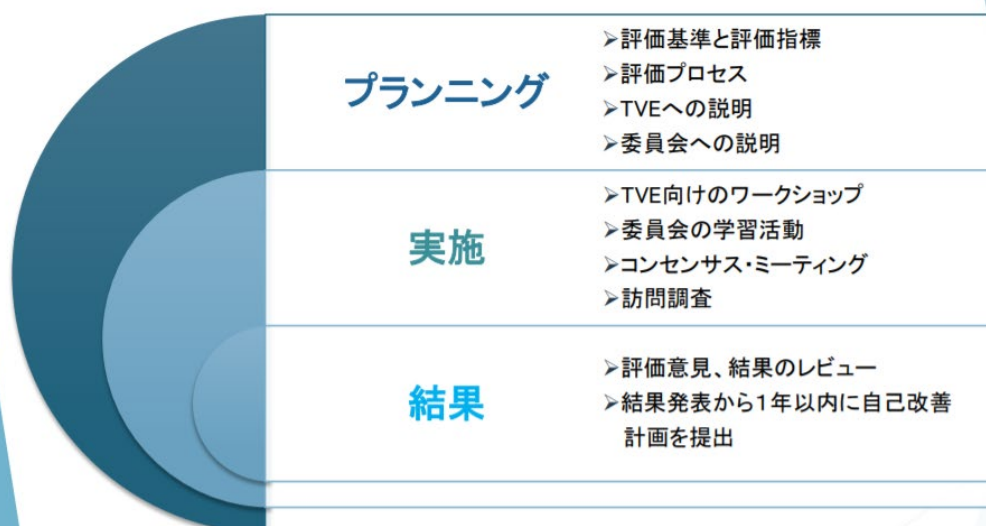 プランニング
➢評価基準と評価指標
➢評価プロセス
➢TVEへの説明
➢委員会への説明
実施
➢TVE向けのワークショップ
➢委員会の学習活動
➢コンセンサス・ミーティング
➢訪問調査
結果
➢評価意見、結果のレビュー
➢結果発表から1年以内に自己改善
計画を提出